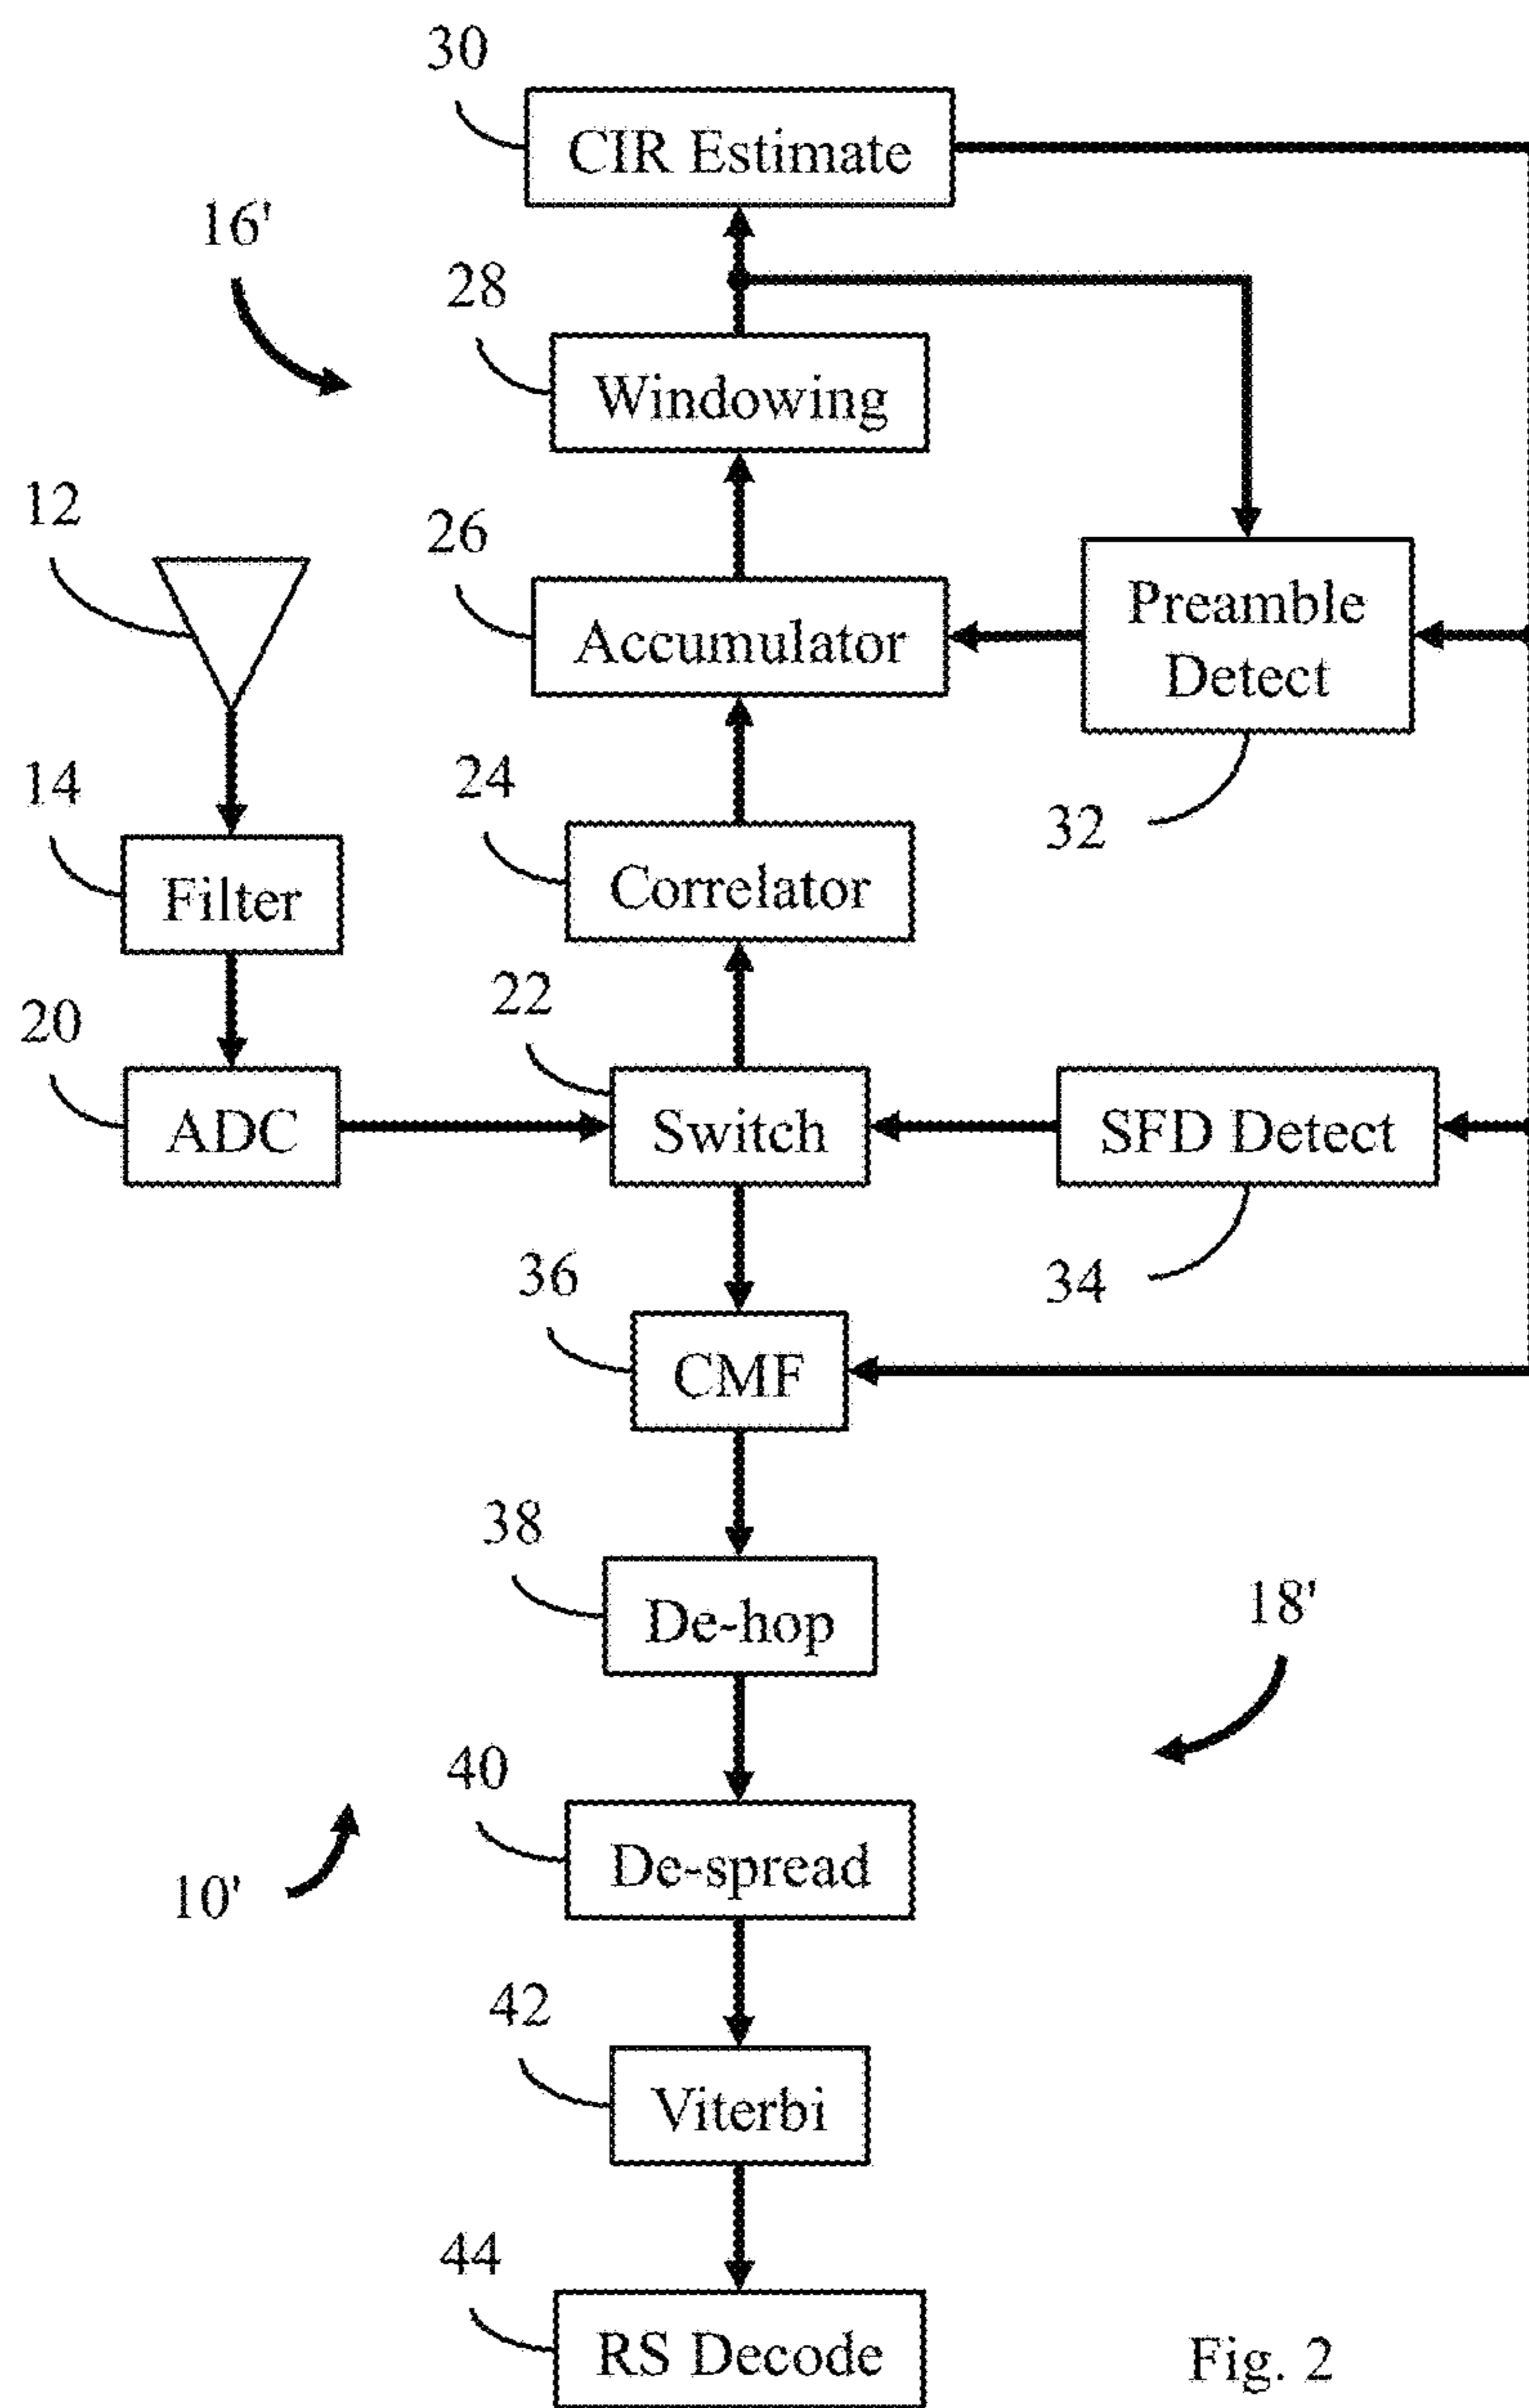 30
CIR Estimate
16'
28
Windowing
12
26
Accumulator
Preamble
Detect
14
24
32
Filter
Correlator
20
22
ADC
Switch
SFD Detect
36
34
CMF
38
De-hop
18'
40
De-spread
10'
42
Viterbi
44
RS Decode
Fig. 2